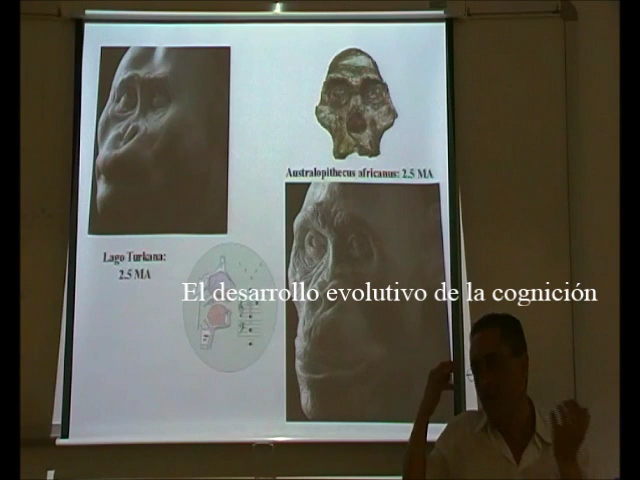 Australopithecus africanus: 2.5 MA
Lago Turkana:
2.5 MA
El desarrollo evolutivo de la cognición